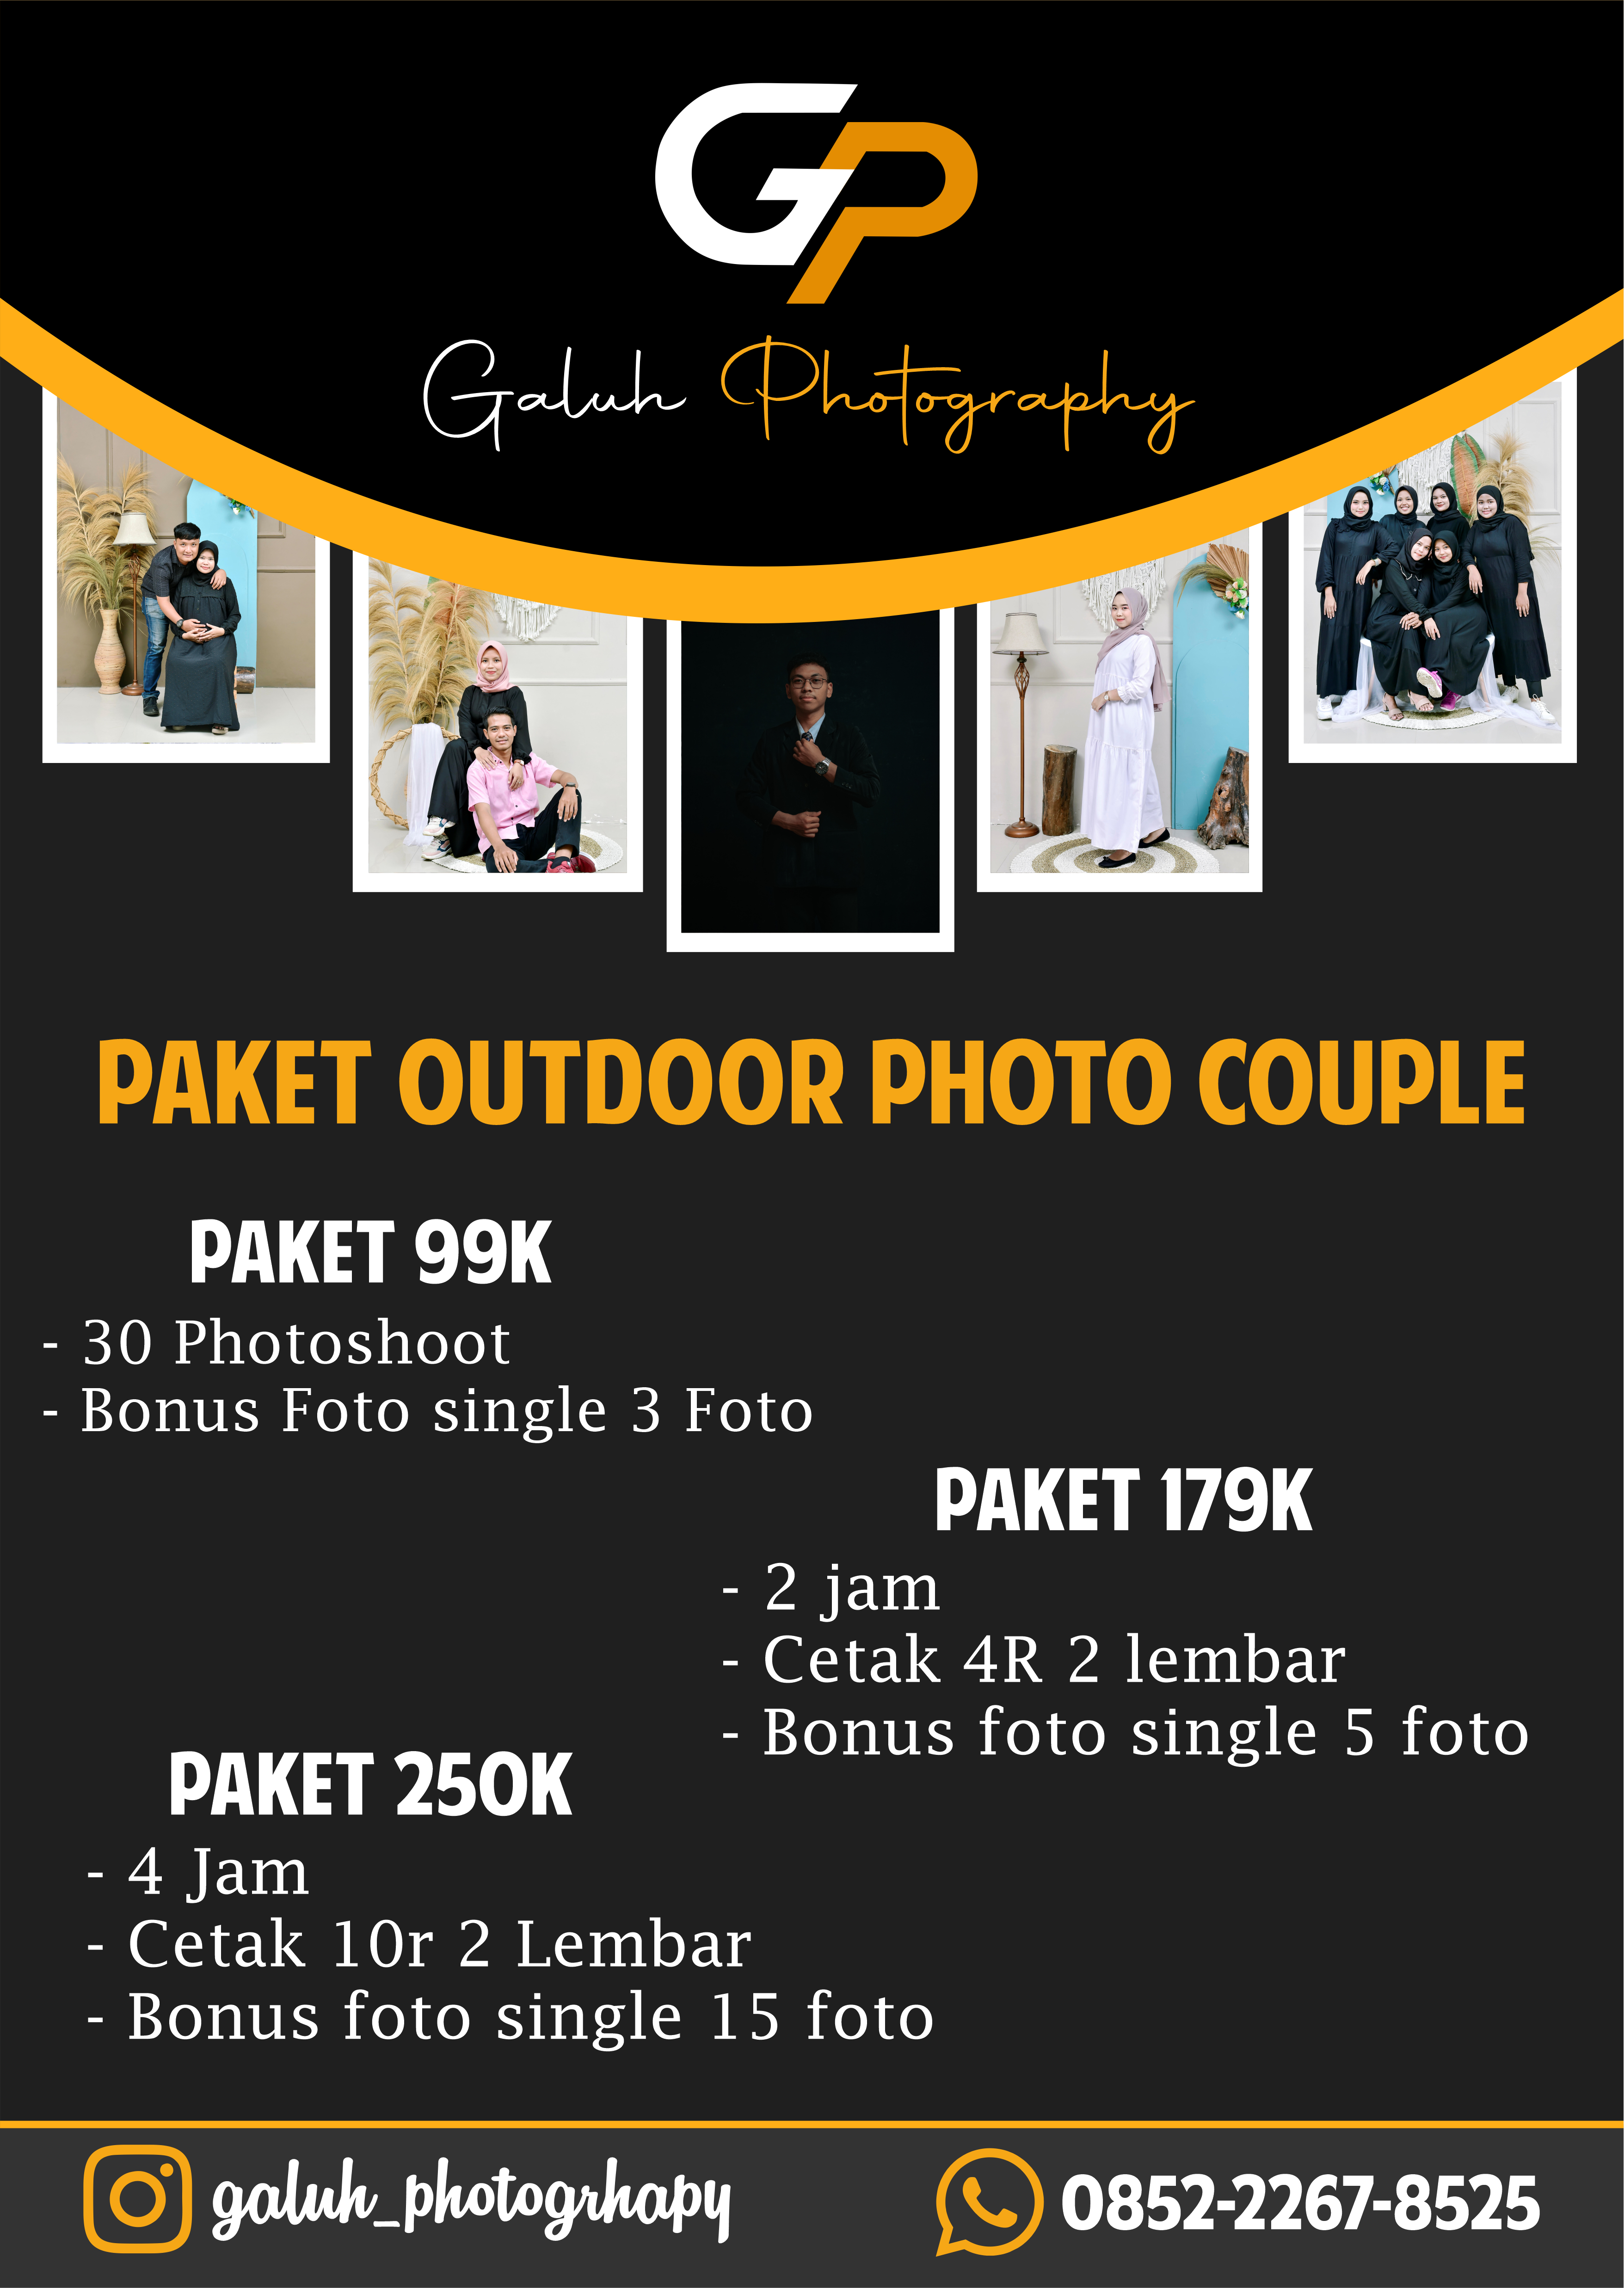 GP
Galuh Photography
PAKET OUTDOOR PHOTO COUPLE
PAKET 99K
- 30 Photoshoot
- Bonus Foto single 3 Foto
PAKET 179K
- 2 jam
- Cetak 4R 2 lembar
- Bonus foto single 5 foto
PAKET 250K
- 4 Jam
- Cetak 10r 2 Lembar
- Bonus foto single 15 foto
galuh_photogrhapy
0852-2267-8525